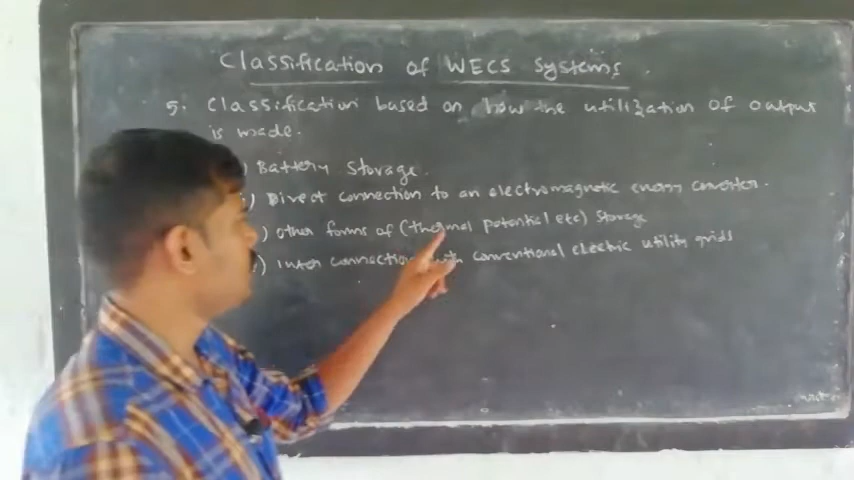 Classification of WECS Systems.
5. Classification based on how the utilization of output
is made.
) Battery Storage.
i) Direct connection to an electromagnetic energy converter.
) Other forms of (thermal potential etc) Storage
) Inter connection with conventional electric utility grids